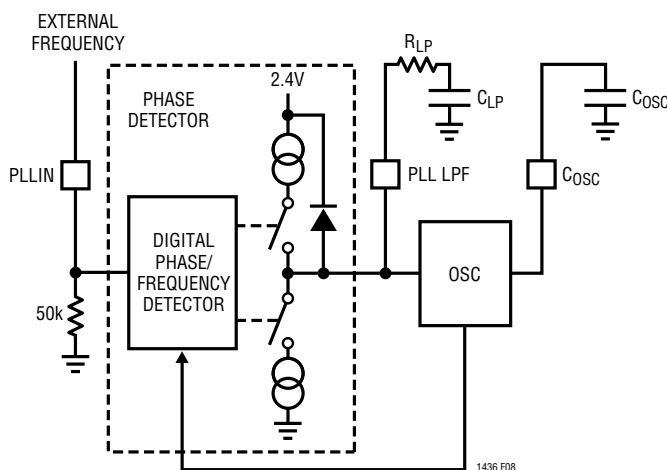 EXTERNAL
FREQUENCY
PLLIN
50k
PHASE
DETECTOR
2.4V
DIGITAL
PHASE/
FREQUENCY
DETECTOR
RLP
CLP
PLL LPF
OSC
COSC
COSC
1436 F08